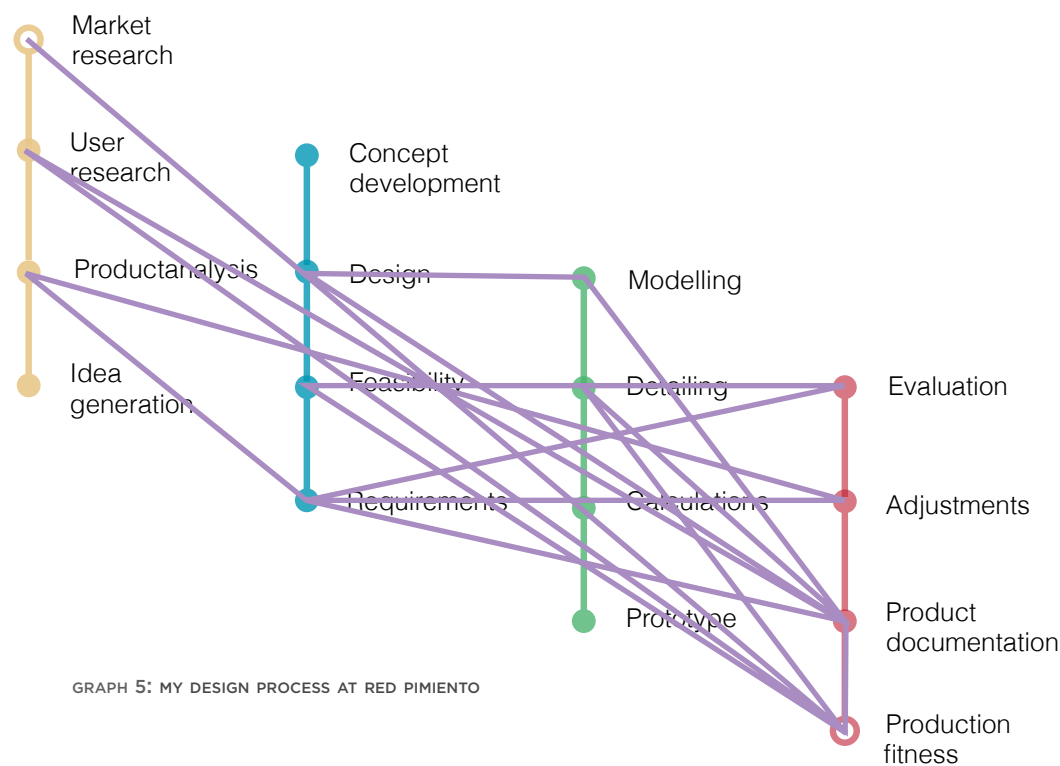 Market
research
User
research
Productanalysis
Idea
generation
Concept
development
Design
Feasibility
Requirements
Modelling
Detailing
Calculations
Prototype
Evaluation
Adjustments
Product
documentation
Production
fitness
GRAPH 5: MY DESIGN PROCESS AT RED PIMIENTO